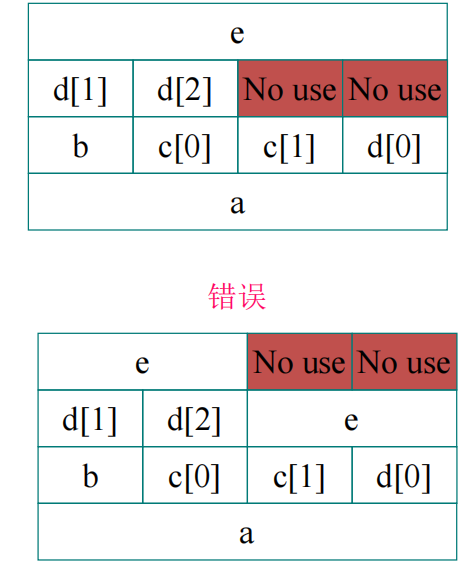 e
d[1] d[2] No use No use
b c[0] c[1] d[0]
a
错误
e No use No use
d[1] d[2] e
b c[0] c[1] d[0]
a